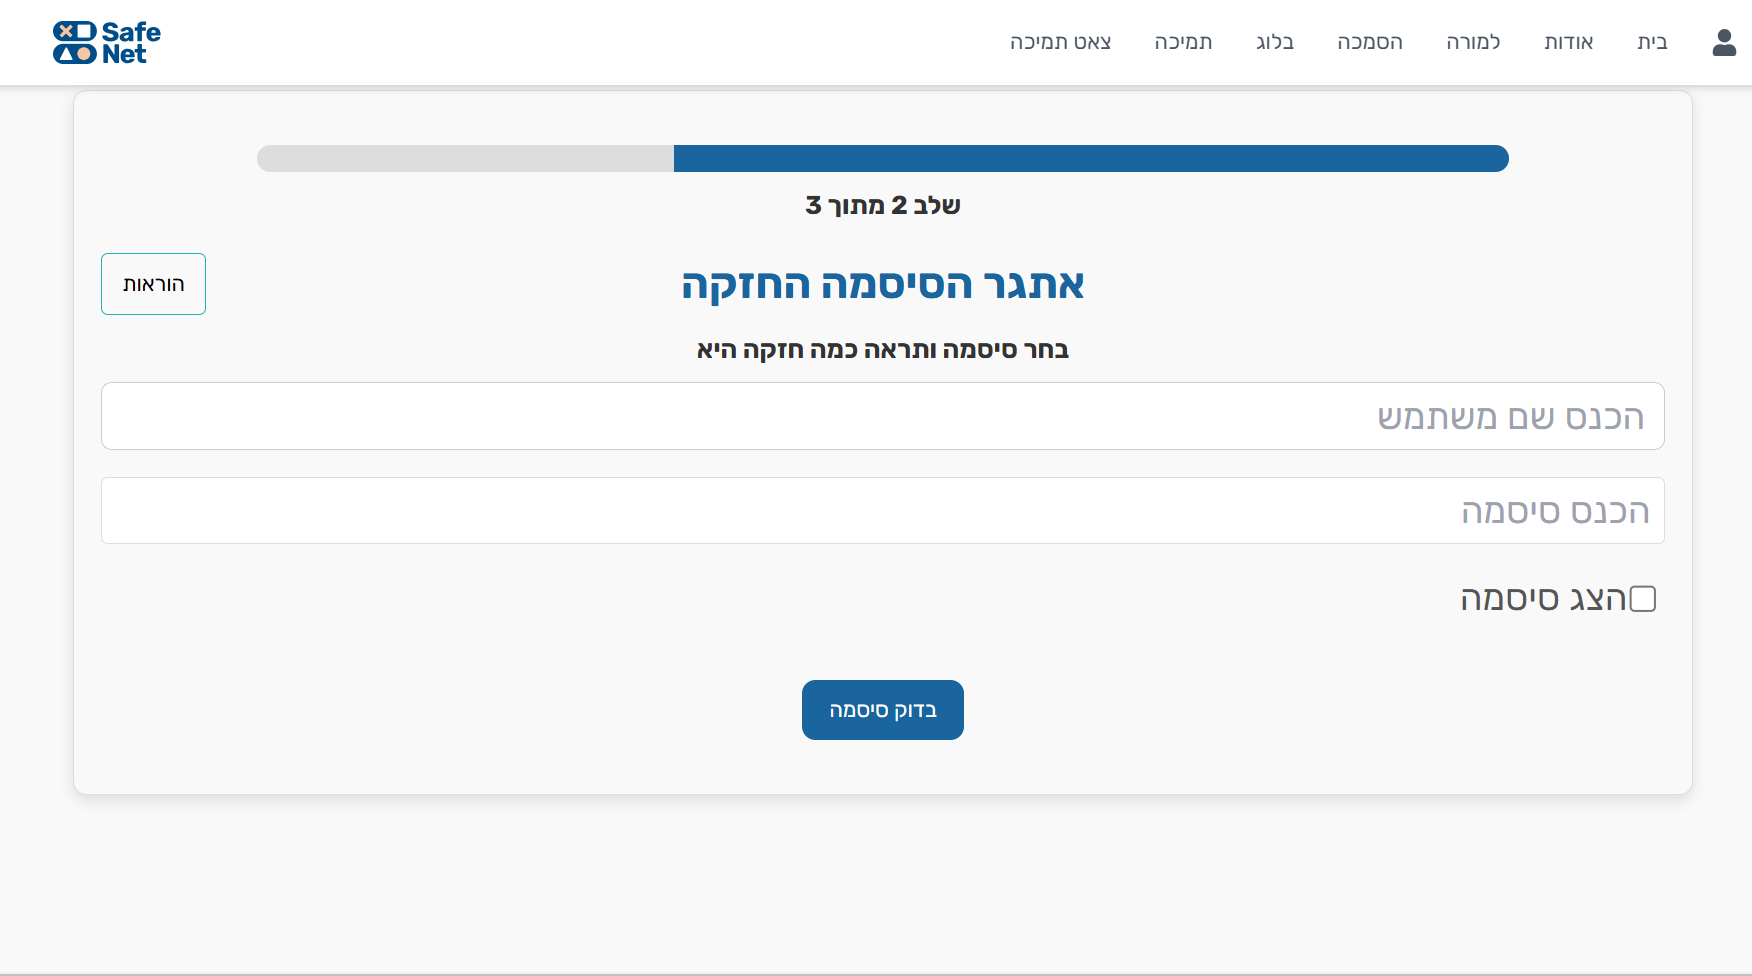 בית אודות למורה הסמכה בלוג תמיכה צאט תמיכה
Safe
Net
שלב 2 מתוך 3
אתגר הסיסמה החזקה
הוראות
בחר סיסמה ותראה כמה חזקה היא
הכנס שם משתמש
הכנס סיסמה
הצג סיסמה
בדוק סיסמה